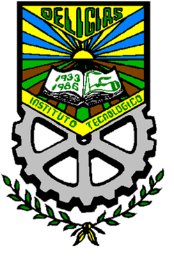 DELICIAS
1933
1986
INSTITUTO TECNOLOGICO